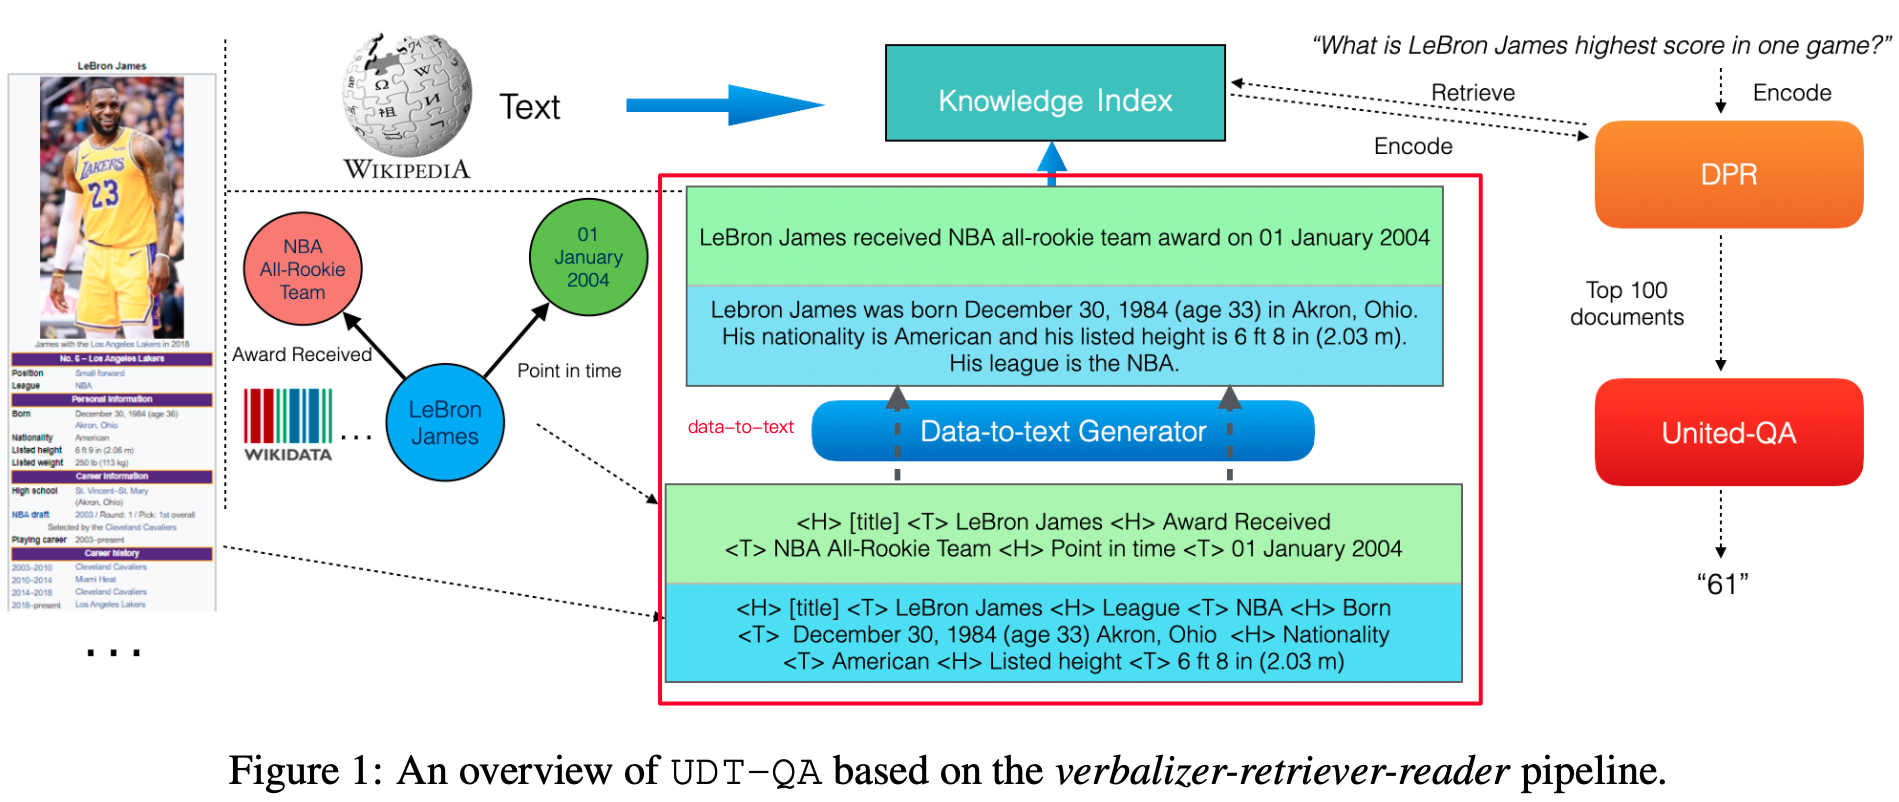 LeBron James
James with the Los Angeles Lakers in 2018
No. 6 – Los Angeles Lakers
Position Small forward
League NBA
Personal information
Born December 30, 1984 (age 36)
Akron, Ohio
Nationality American
Listed height 6 ft 9 in (2.06 m)
Listed weight 250 lb (113 kg)
Career information
High school St. Vincent–St. Mary
(Akron, Ohio)
NBA draft 2003 / Round: 1 / Pick: 1st overall
Selected by the Cleveland Cavaliers
Playing career 2003–present
Career history
2003–2010 Cleveland Cavaliers
2010–2014 Miami Heat
2014–2018 Cleveland Cavaliers
2018–present Los Angeles Lakers
...
LAKERS
23
WIKIPEDIA
Text
Knowledge Index
"What is LeBron James highest score in one game?"
Encode
Retrieve
Encode
DPR
Top 100
documents
United-QA
"61"
NBA
All-Rookie
Team
01
January
2004
Award Received
Point in time
LeBron
James
WIKIDATA
...
LeBron James received NBA all-rookie team award on 01 January 2004
Lebron James was born December 30, 1984 (age 33) in Akron, Ohio.
His nationality is American and his listed height is 6 ft 8 in (2.03 m).
His league is the NBA.
data-to-text
Data-to-text Generator
<H> [title] <T> LeBron James <H> Award Received
<T> NBA All-Rookie Team <H> Point in time <T> 01 January 2004
<H> [title] <T> LeBron James <H> League <T> NBA <H> Born
<T> December 30, 1984 (age 33) Akron, Ohio <H> Nationality
<T> American <H> Listed height <T> 6 ft 8 in (2.03 m)
Figure 1: An overview of UDT-QA based on the verbalizer-retriever-reader pipeline.